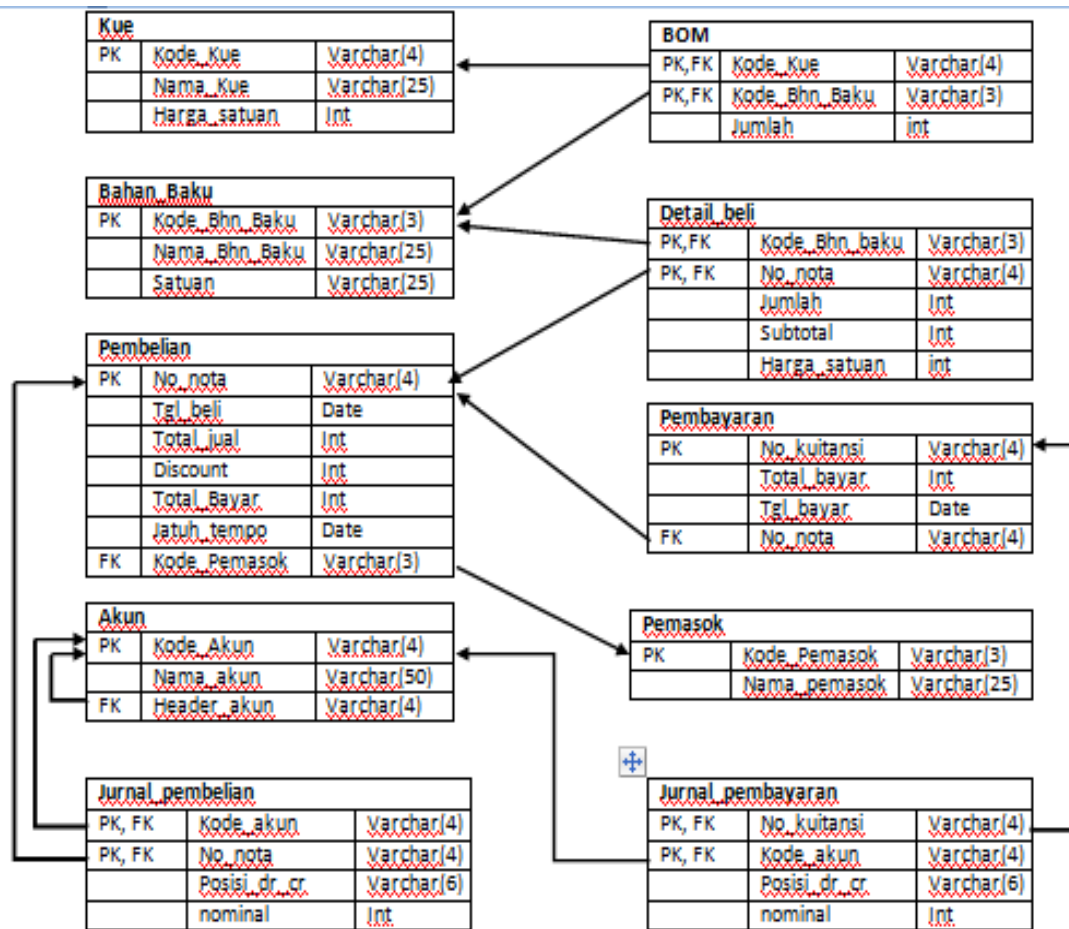 Kue
PK Kode_Kue Varchar(4)
Nama_Kue Varchar(25)
Harga_satuan Int
BOM
PK,FK Kode_Kue Varchar(4)
PK,FK Kode_Bhn_Baku Varchar(3)
Jumlah int
Bahan_Baku
PK Kode_Bhn_Baku Varchar(3)
Nama_Bhn_Baku Varchar(25)
Satuan Varchar(25)
Detail_beli
PK,FK Kode_Bhn_baku Varchar(3)
PK, FK No_nota Varchar(4)
Jumlah Int
Subtotal Int
Harga_satuan int
Pembelian
PK No_nota Varchar(4)
Tgl_beli Date
Total_jual Int
Discount Int
Total_Bayar Int
Jatuh_tempo Date
FK Kode_Pemasok Varchar(3)
Pembayaran
PK No_kuitansi Varchar(4)
Total_bayar Int
Tgl_bayar Date
FK No_nota Varchar(4)
Akun
PK Kode_Akun Varchar(4)
Nama_akun Varchar(50)
FK Header_akun Varchar(4)
Pemasok
PK Kode_Pemasok Varchar(3)
Nama_pemasok Varchar(25)
Jurnal_pembelian
PK, FK Kode_akun Varchar(4)
PK, FK No_nota Varchar(4)
Posisi_dr_cr Varchar(6)
nominal Int
Jurnal_pembayaran
PK, FK No_kuitansi Varchar(4)
PK, FK Kode_akun Varchar(4)
Posisi_dr_cr Varchar(6)
nominal Int